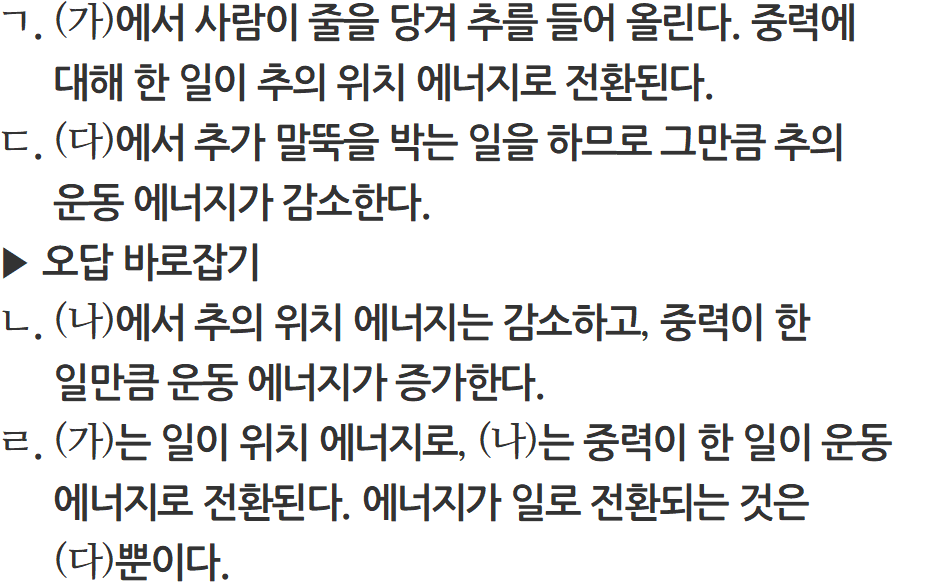 ㄱ. (가)에서 사람이 줄을 당겨 추를 들어 올린다. 중력에
대해 한 일이 추의 위치 에너지로 전환된다.
ㄷ. (다)에서 추가 말뚝을 박는 일을 하므로 그만큼 추의
운동 에너지가 감소한다.
▶ 오답 바로잡기
ㄴ. (나)에서 추의 위치 에너지는 감소하고, 중력이 한
일만큼 운동 에너지가 증가한다.
ㄹ. (가)는 일이 위치 에너지로, (나)는 중력이 한 일이 운동
에너지로 전환된다. 에너지가 일로 전환되는 것은
(다)뿐이다.